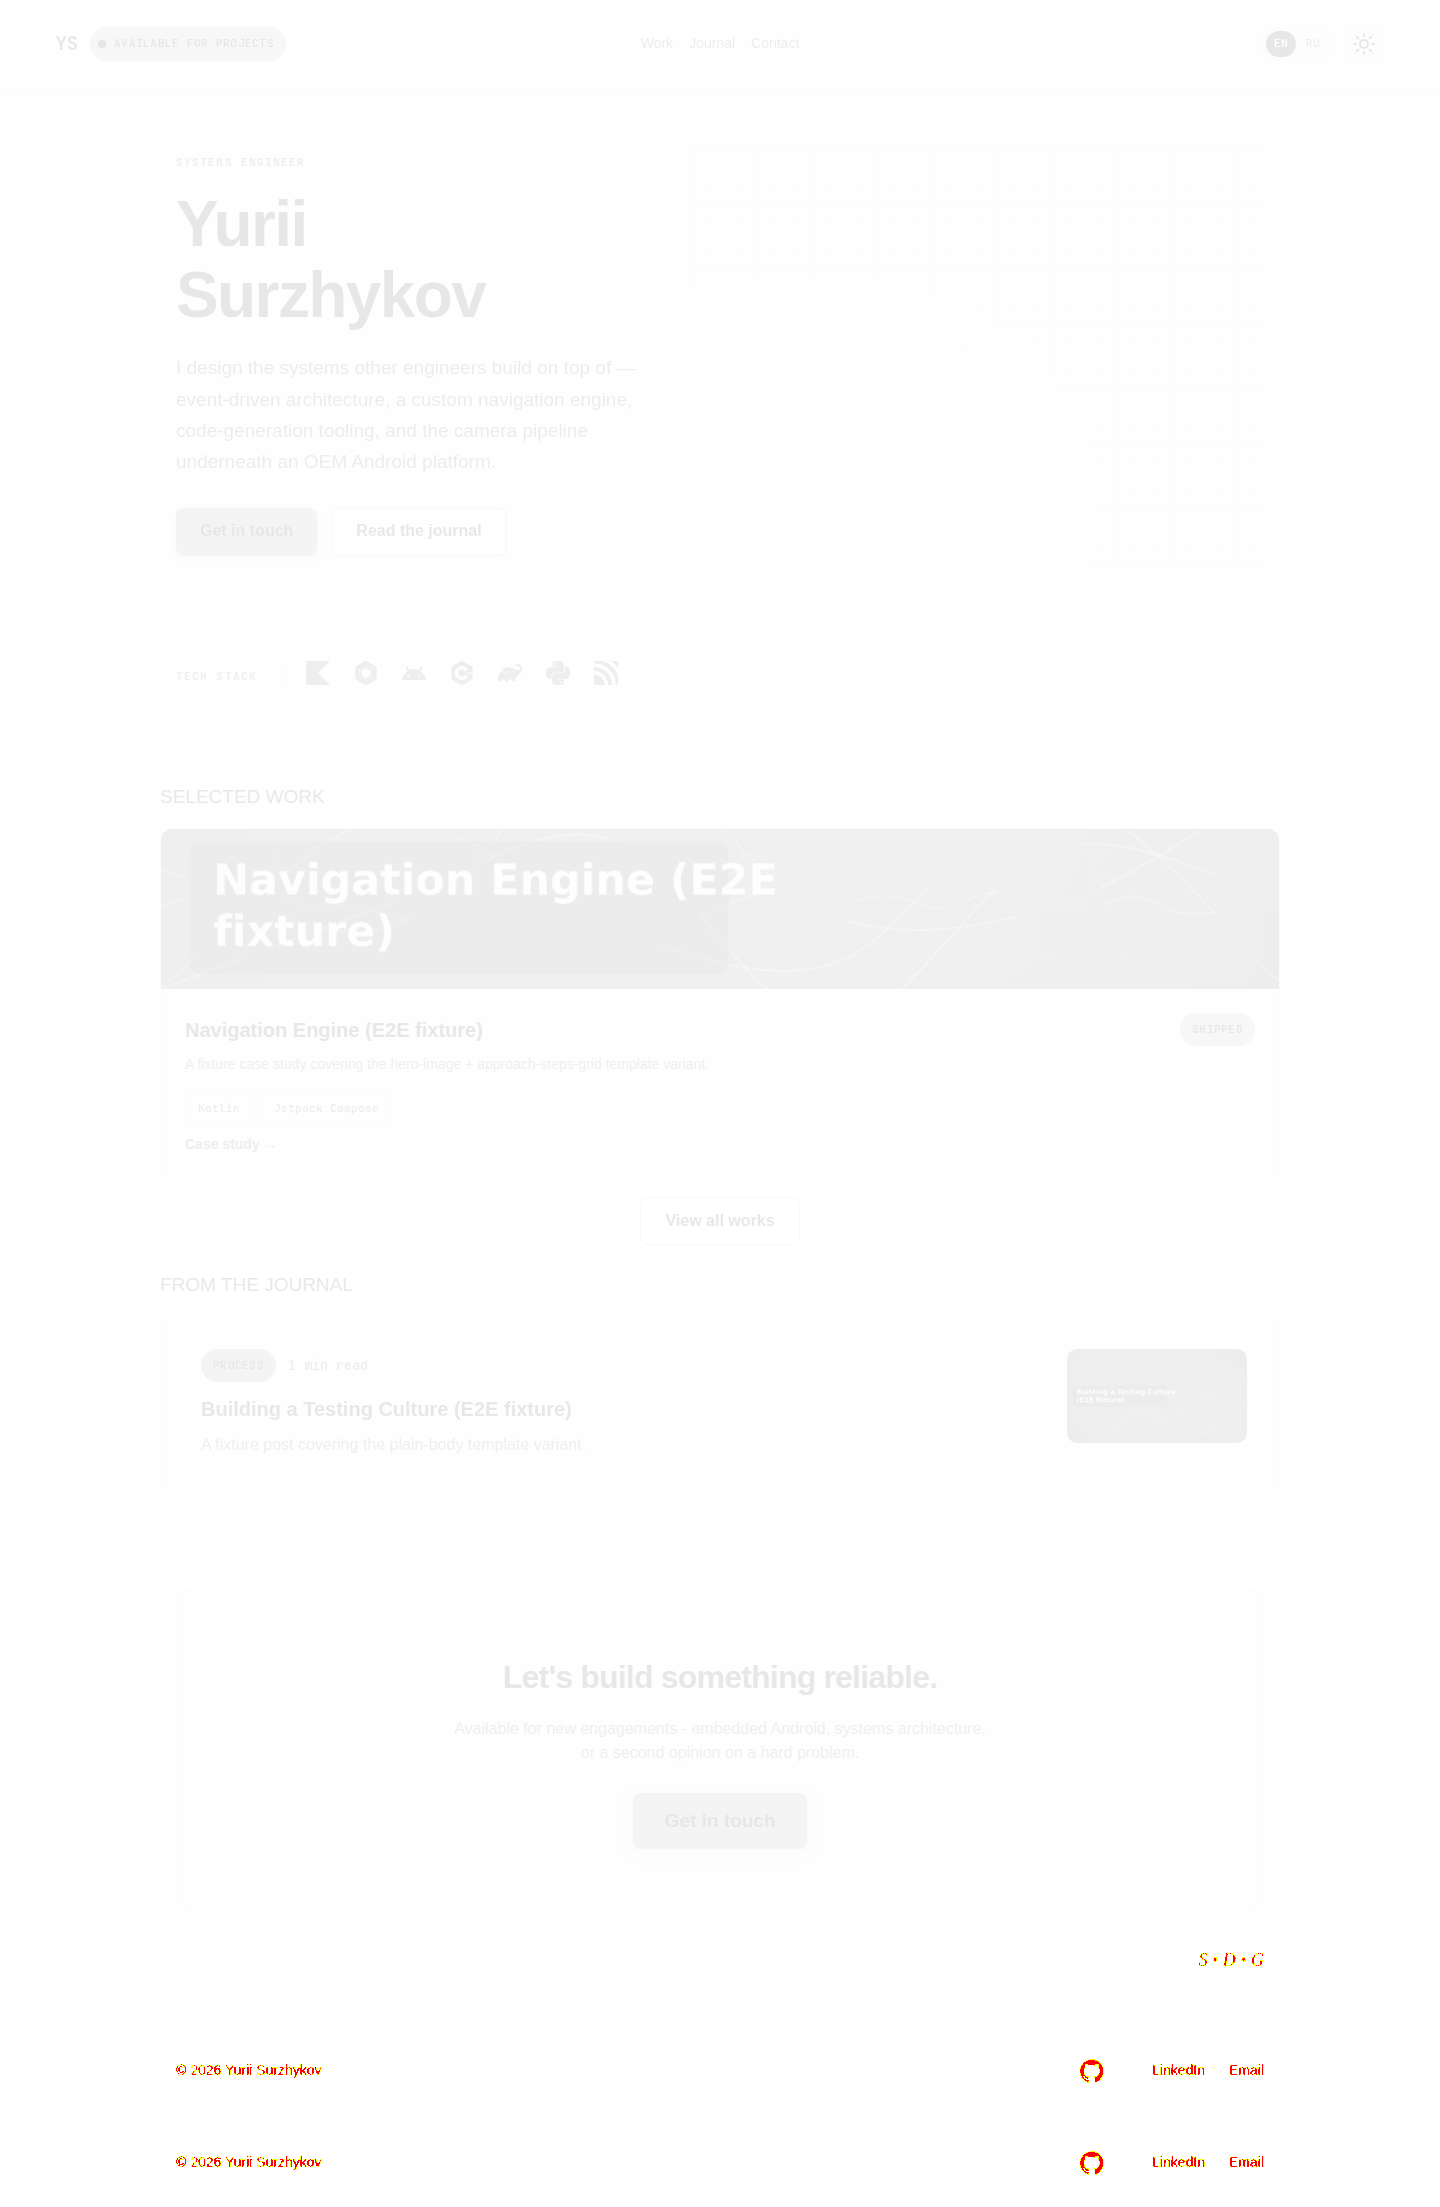 YS
AVAILABLE FOR PROJECTS
Work Journal Contact
EN RU
SYSTEMS ENGINEER
Yurii
Surzhykov
I design the systems other engineers build on top of —
event-driven architecture, a custom navigation engine,
code-generation tooling, and the camera pipeline
underneath an OEM Android platform.
Get in touch
Read the journal
TECH STACK
SELECTED WORK
Navigation Engine (E2E
fixture)
Navigation Engine (E2E fixture)
SHIPPED
A fixture case study covering the hero-image + approach-steps-grid template variant.
Kotlin Jetpack Compose
Case study →
View all works
FROM THE JOURNAL
PROCESS 1 min read
Building a Testing Culture (E2E fixture)
A fixture post covering the plain-body template variant.
Building a Testing Culture
(E2E fixture)
Let's build something reliable.
Available for new engagements - embedded Android, systems architecture,
or a second opinion on a hard problem.
Get in touch
S • D • G
© 2026 Yurii Surzhykov
LinkedIn Email
© 2026 Yurii Surzhykov
LinkedIn Email